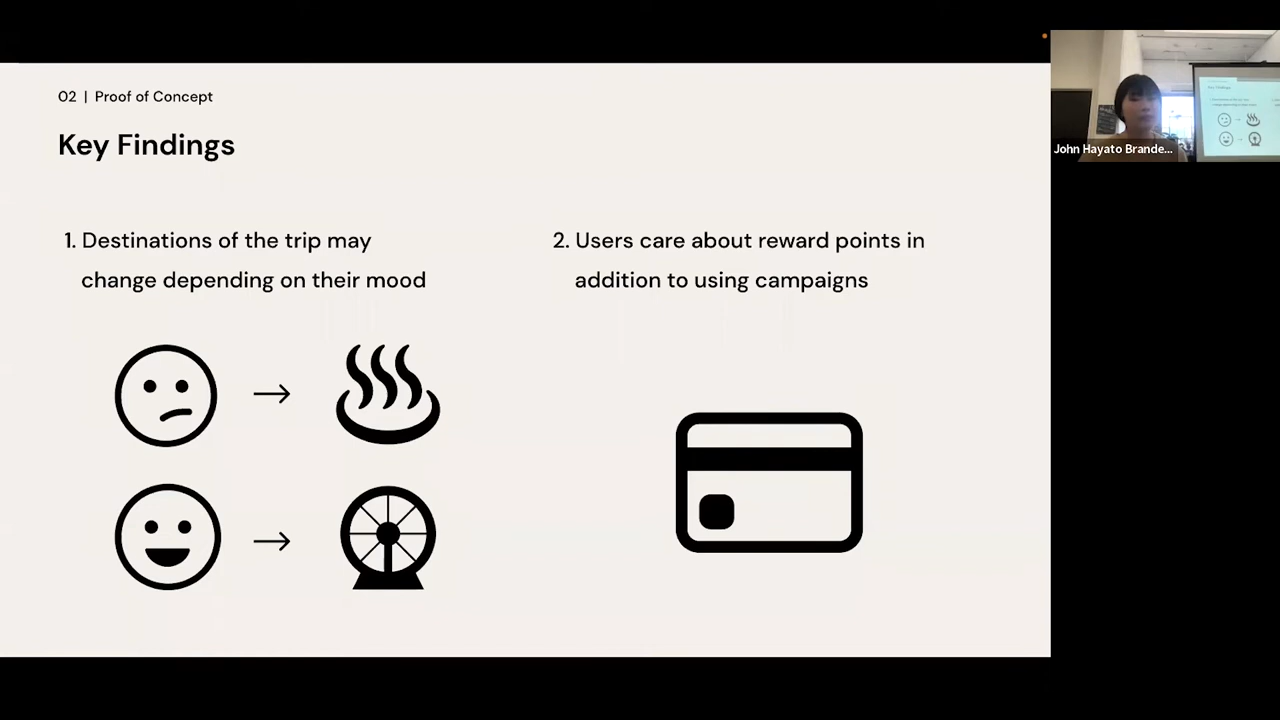 02 | Proof of Concept
Key Findings
1. Destinations of the trip may
change depending on their mood
2. Users care about reward points in
addition to using campaigns
John Hayato Brande...